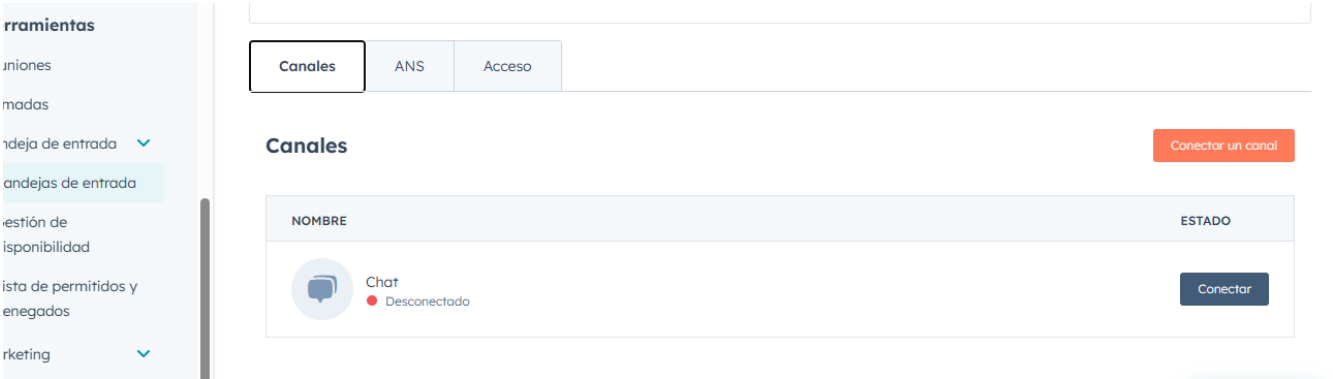 rramientas
uniones
madas
ndeja de entrada
andejas de entrada
estión de
isponibilidad
ista de permitidos y
enegados
rketing
Canales
ANS
Acceso
Canales
Conectar un canal
NOMBRE
ESTADO
Chat
Desconectado
Conectar